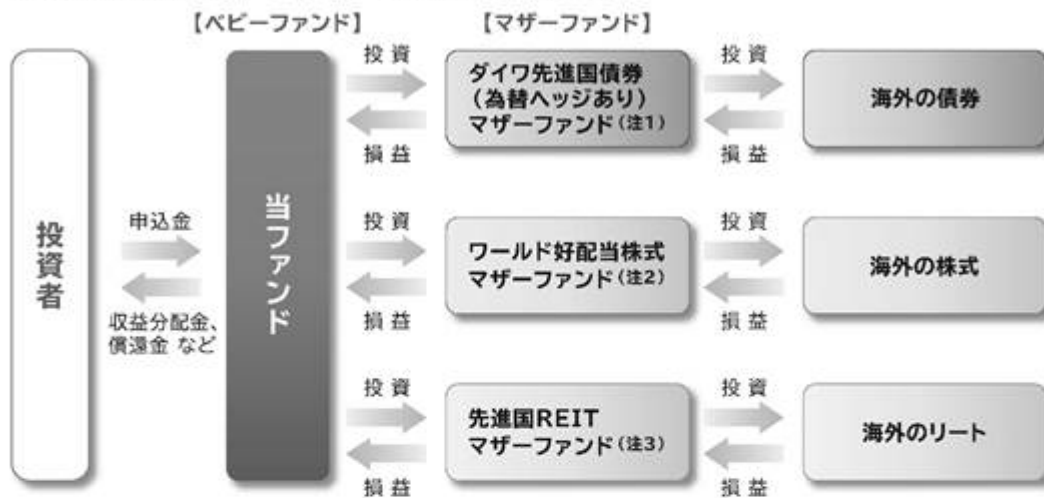 【ベビーファンド】
【マザーファンド】
投資者
申込金
収益分配金、
償還金 など
当ファンド
投 資
損 益
ダイワ先進国債券
（為替ヘッジあり）
マザーファンド（注1）
投 資
損 益
海外の債券
投 資
損 益
ワールド好配当株式
マザーファンド（注2）
投 資
損 益
海外の株式
投 資
損 益
先進国REIT
マザーファンド（注3）
投 資
損 益
海外のリート